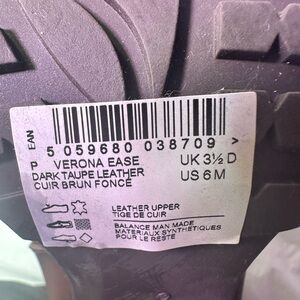 EAN
5 059680 038709 >
P VERONA EASE UK 3½ D
DARK TAUPE LEATHER US 6 M
CUIR BRUN FONCE
LEATHER UPPER
TIGE DE CUIR
BALANCE MAN MADE
MATERIAUX SYNTHÉTIQUES
POUR LE RESTE